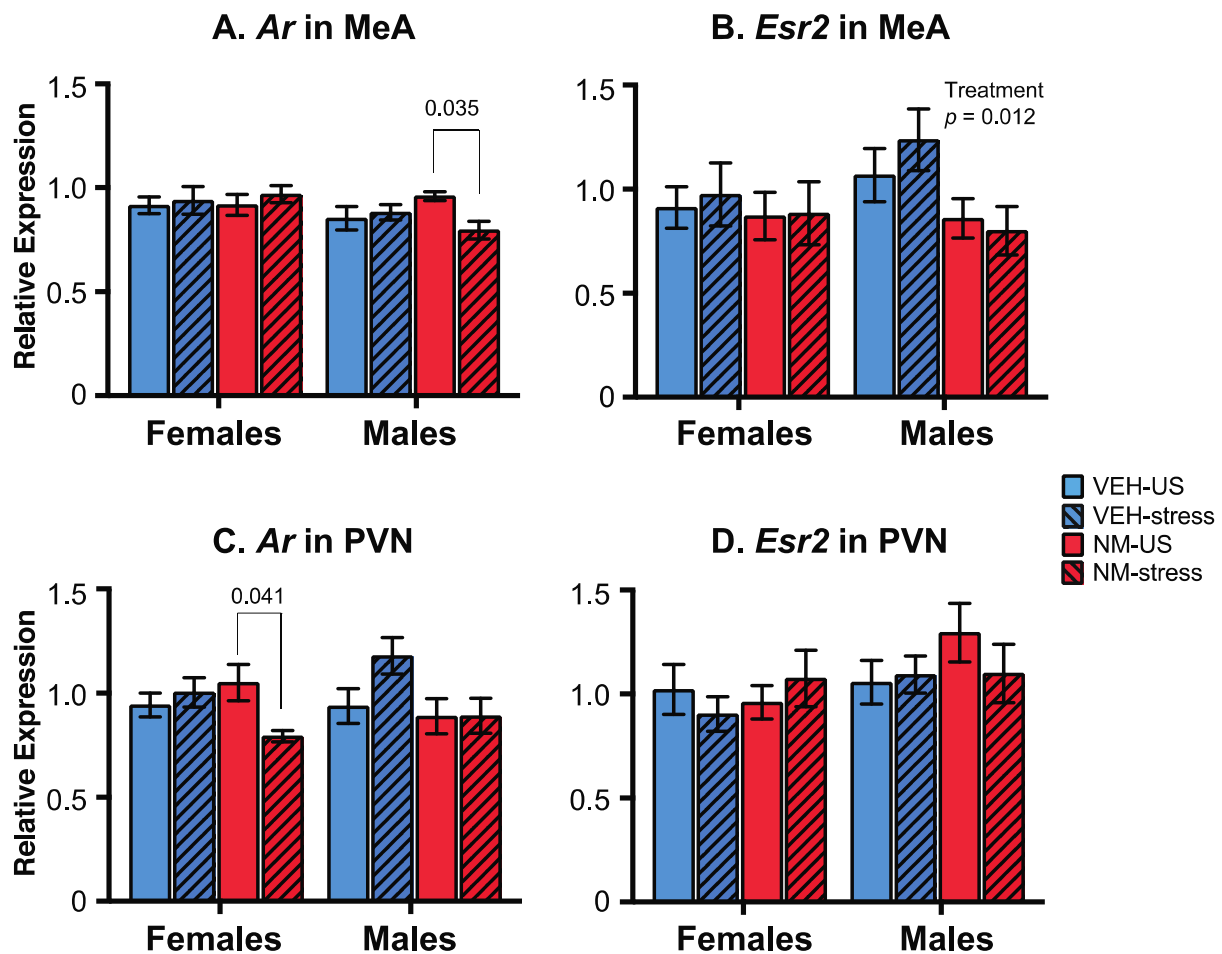 A. Ar in MeA
Relative Expression
1.5
1.0
0.5
0
0.035
Females
Males
B. Esr2 in MeA
1.5
1.0
0.5
0
Treatment
p = 0.012
Females
Males
VEH-US
VEH-stress
NM-US
NM-stress
C. Ar in PVN
Relative Expression
1.5
1.0
0.5
0
0.041
Females
Males
D. Esr2 in PVN
1.5
1.0
0.5
0
Females
Males